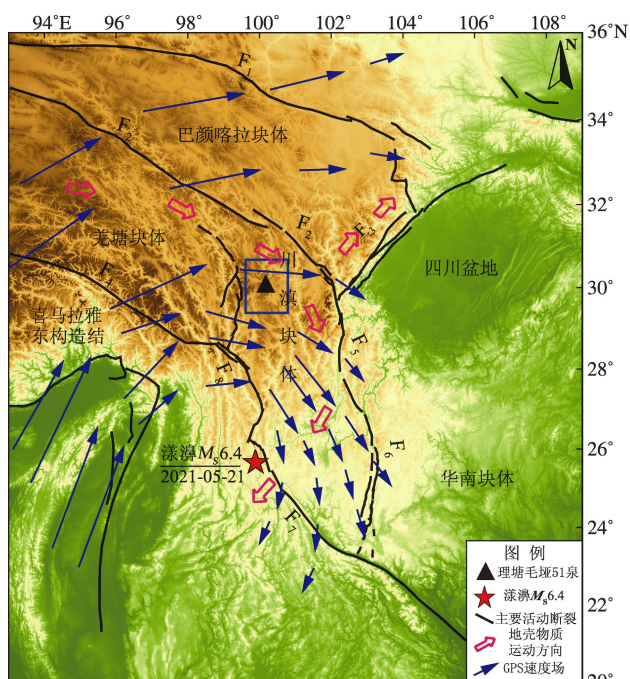 94°E 96° 98° 100° 102° 104° 106° 108°
36°N
N
F1
34°
F2
巴颜喀拉块体
32°
F2
F3
羌塘块体
川
滇
块
体
四川盆地
F4
30°
喜马拉雅
东构造结
F5
28°
F8
漾濞Ms6.4
2021-05-21
26°
F6
华南块体
F7
24°
图 例
理塘毛垭51泉
漾濞Ms6.4
22°
主要活动断裂
地壳物质
运动方向
GPS速度场
20°